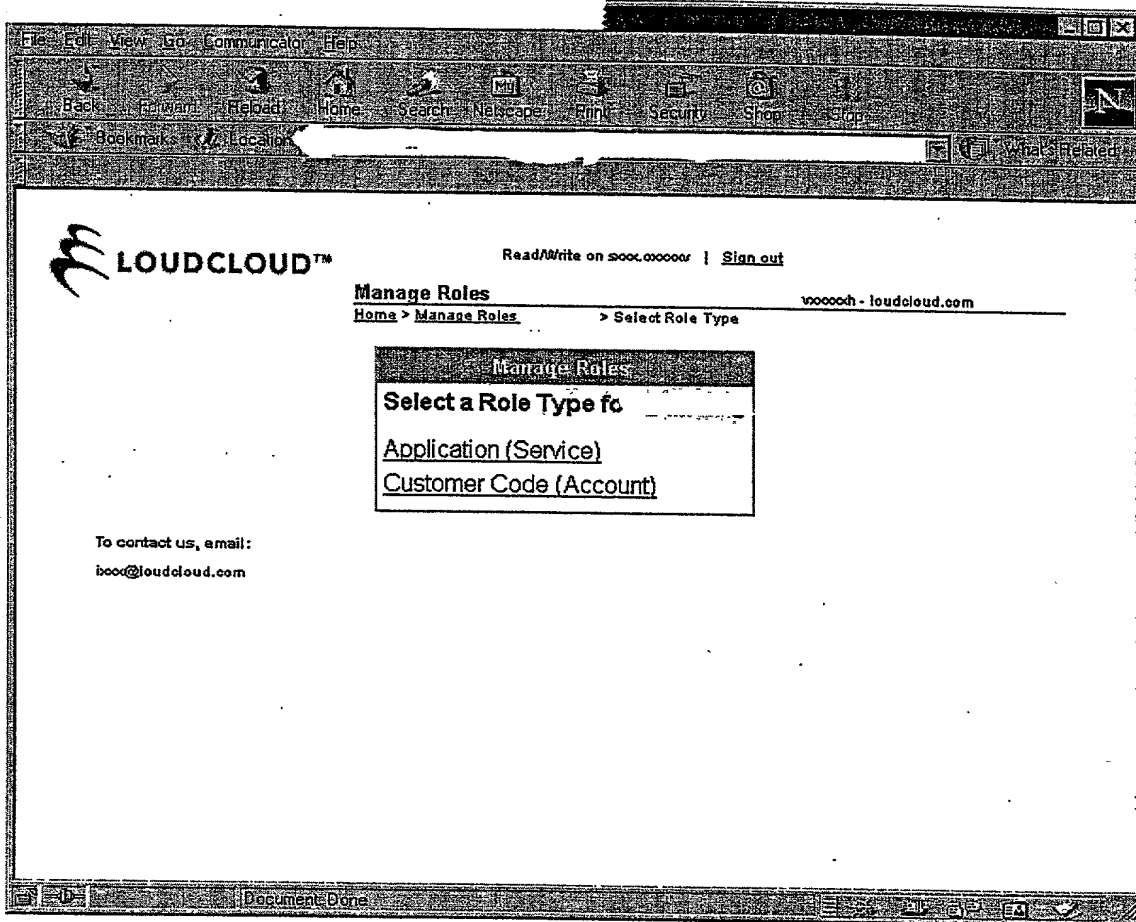 File Edit View Go Communicator Help
Back Forward Reload Home Search Netscape Print Security Shop Stop
N
Bookmarks Location What's Related
LOUDCLOUD™
Read/Write on | Sign out
Manage Roles
- loudcloud.com
Home > Manage Roles > Select Role Type
Manage Roles
Select a Role Type fo
Application (Service)
Customer Code (Account)
To contact us, email:
ixxx@loudcloud.com
Document: Done